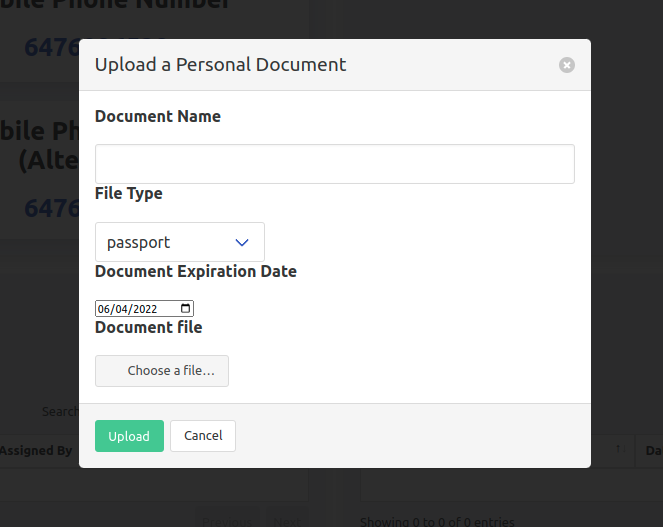 bile Phone Number
6476
Upload a Personal Document
Document Name
bile Ph
(Alte
6476
File Type
passport
Document Expiration Date
06/04/2022
Document file
Choose a file...
Search
Upload
Cancel
Assigned By
Da
Previous
Next
Showing 0 to 0 of 0 entries